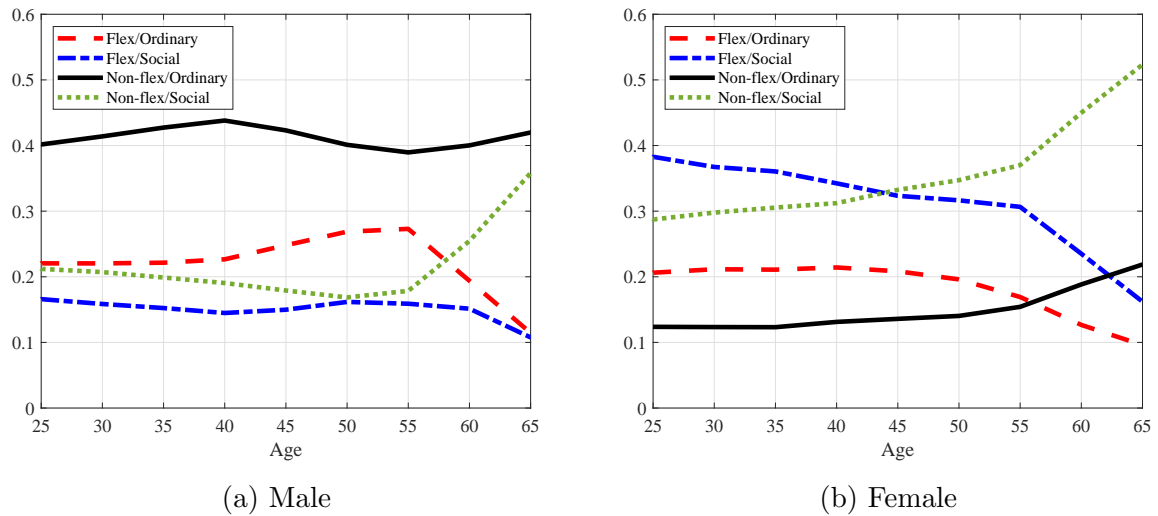 0.6
0.5
0.4
0.3
0.2
0.1
0
Flex/Ordinary
Flex/Social
Non-flex/Ordinary
Non-flex/Social
25 30 35 40 45 50 55 60 65
Age
(a) Male
0.6
0.5
0.4
0.3
0.2
0.1
0
Flex/Ordinary
Flex/Social
Non-flex/Ordinary
Non-flex/Social
25 30 35 40 45 50 55 60 65
Age
(b) Female